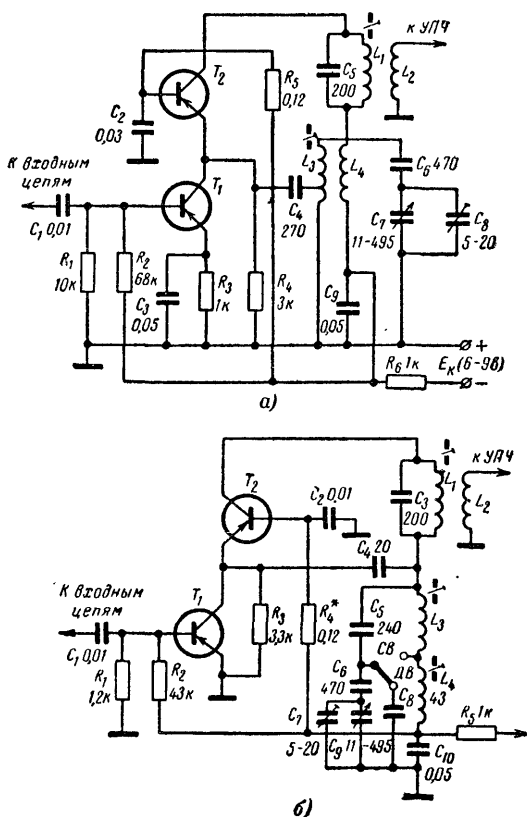 C5
200
L1
к УПЧ
L2
T2
R5
0,12
C2
0,03
К входным
цепям
C1 0,01
T1
L3
L4
C6 470
C4
270
C7
11-495
C8
5-20
R1
10к
R2
68к
C3
0,05
R3
1к
R4
3к
C9
0,05
+
R6 1к
Eк (6-9В)
−
а)
к УПЧ
T2
C2 0,01
C3
200
L1
L2
C4 20
К входным
цепям
C1 0,01
T1
R3
3,3к
R4*
0,12
C5
240
L3
СВ
ДВ
C6
470
L4
43
C8
R1
1,2к
R2
43к
C7
5-20
C9
11-495
R5 1к
C10
0,05
б)